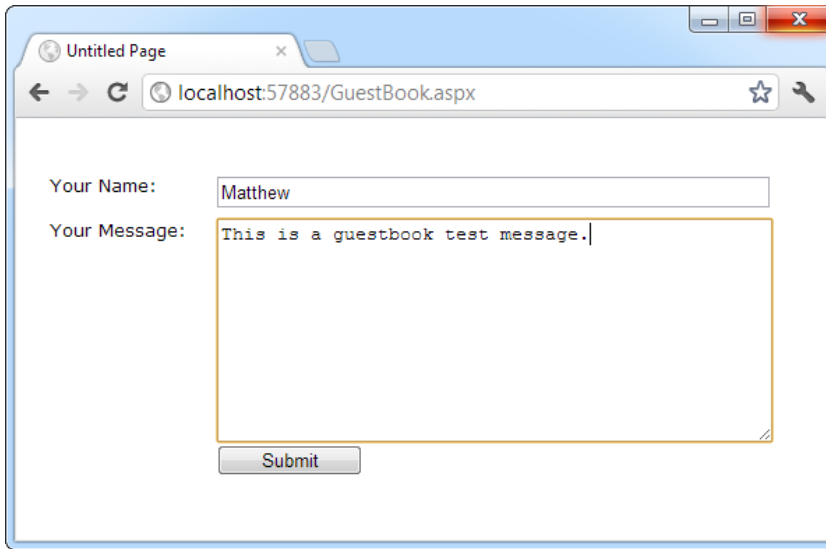 Untitled Page
localhost:57883/GuestBook.aspx
Your Name:
Matthew
Your Message:
This is a guestbook test message.
Submit